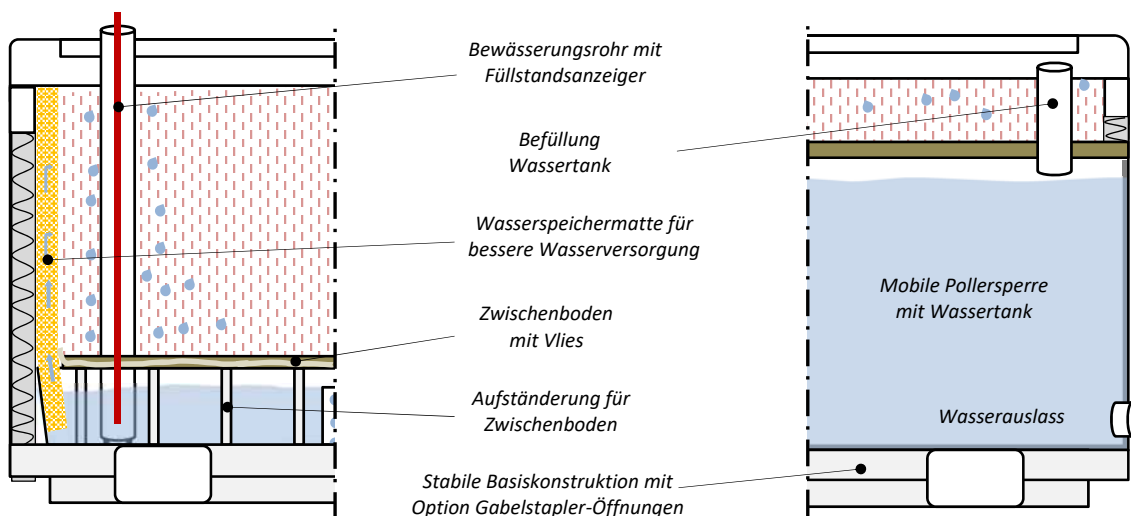 Bewässerungsrohr mit
Füllstandsanzeiger
Befüllung
Wassertank
Wasserspeichermatte für
bessere Wasserversorgung
Mobile Pollersperre
mit Wassertank
Zwischenboden
mit Vlies
Aufständerung für
Zwischenboden
Wasserauslass
Stabile Basiskonstruktion mit
Option Gabelstapler-Öffnungen